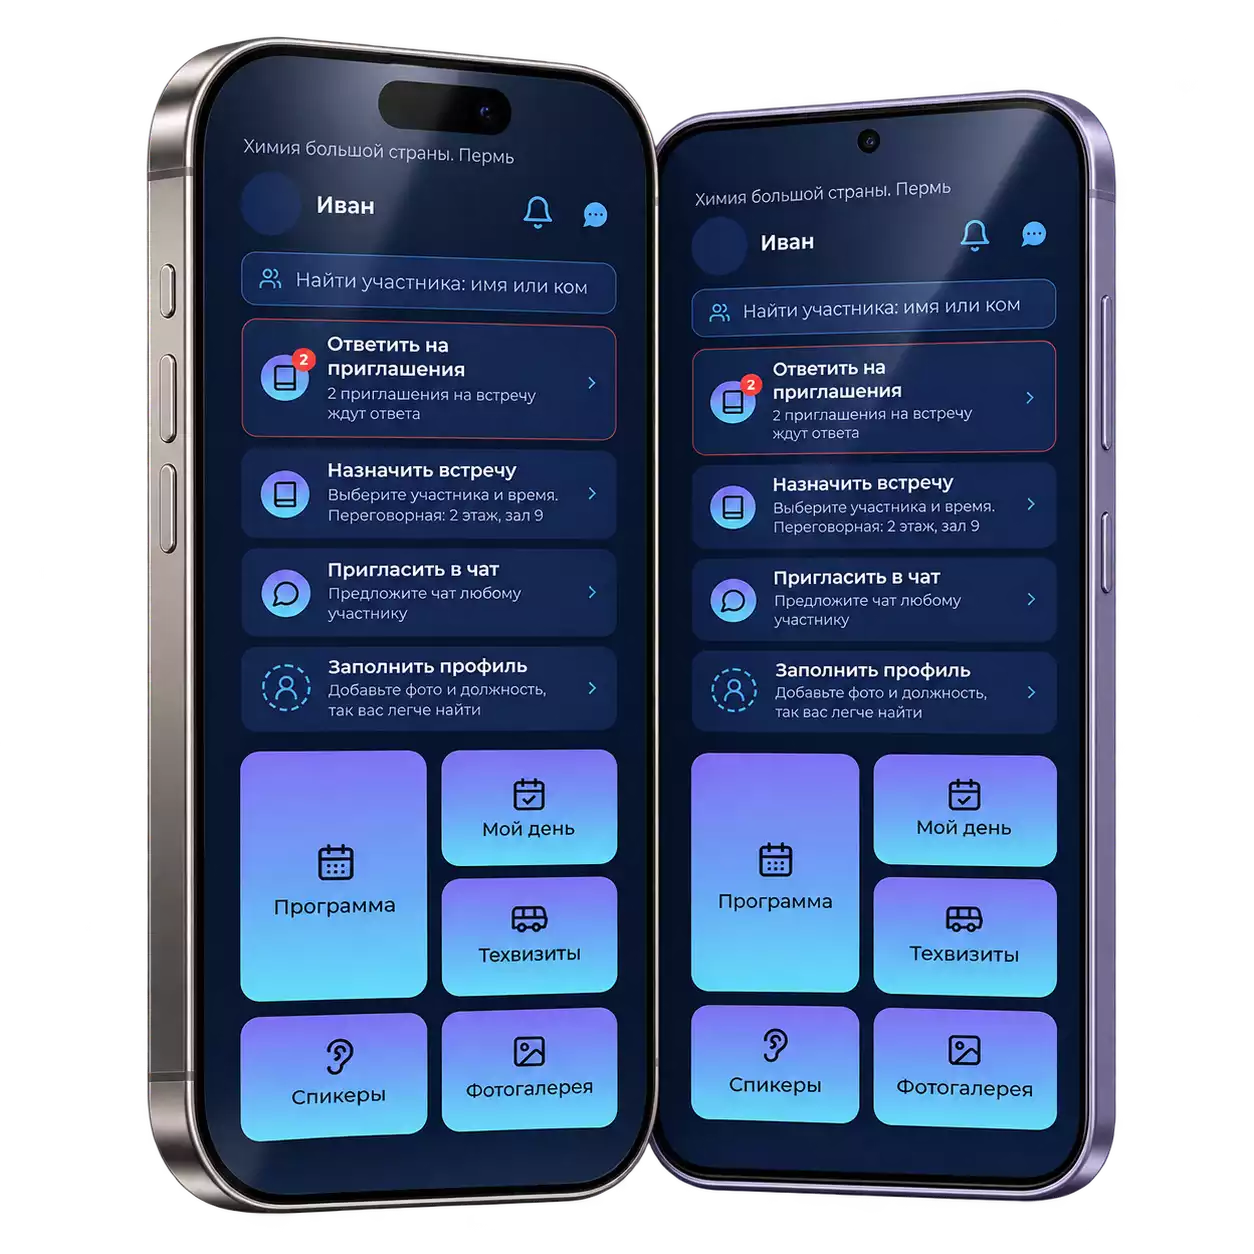 Химия большой страны. Пермь
Иван
Найти участника: имя или ком
2
Ответить на
приглашения
2 приглашения на встречу
ждут ответа
Назначить встречу
Выберите участника и время.
Переговорная: 2 этаж, зал 9
Пригласить в чат
Предложите чат любому
участнику
Заполнить профиль
Добавьте фото и должность,
так вас легче найти
Программа
Мой день
Техвизиты
Спикеры
Фотогалерея
Химия большой страны. Пермь
Иван
Найти участника: имя или ком
2
Ответить на
приглашения
2 приглашения на встречу
ждут ответа
Назначить встречу
Выберите участника и время.
Переговорная: 2 этаж, зал 9
Пригласить в чат
Предложите чат любому
участнику
Заполнить профиль
Добавьте фото и должность,
так вас легче найти
Программа
Мой день
Техвизиты
Спикеры
Фотогалерея